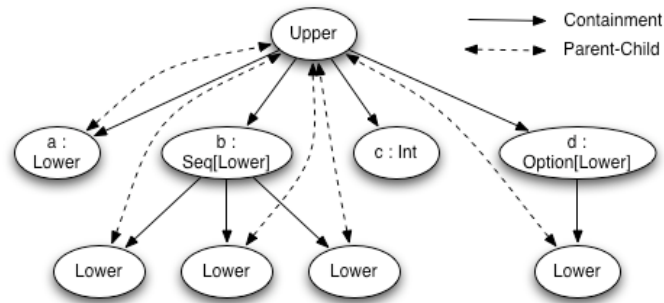 Upper
Containment
Parent-Child
a :
Lower
b :
Seq[Lower]
c : Int
d :
Option[Lower]
Lower
Lower
Lower
Lower